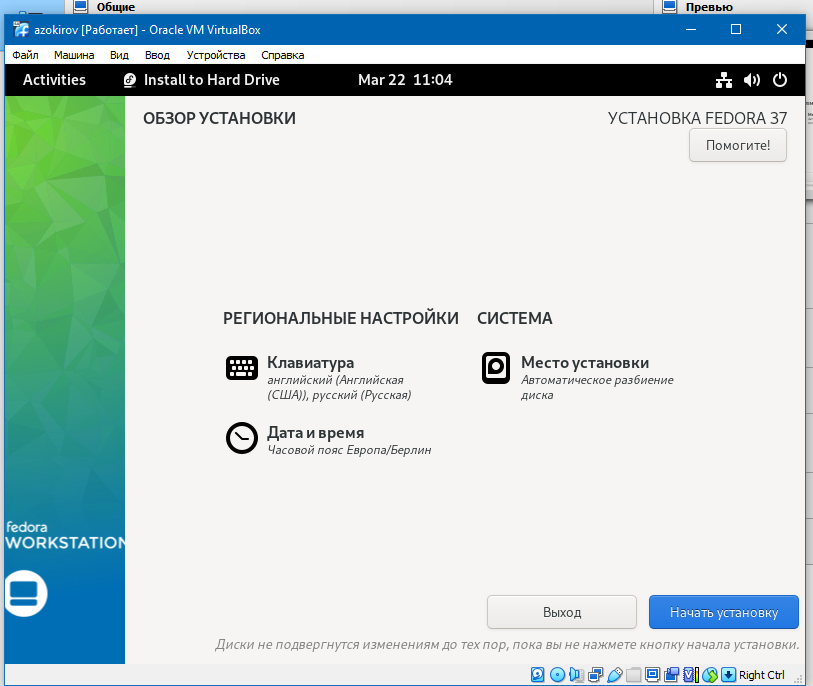 Общие
Превью
azokirov [Работает] - Oracle VM VirtualBox
Файл Машина Вид Ввод Устройства Справка
Activities Install to Hard Drive Mar 22 11:04
ОБЗОР УСТАНОВКИ
УСТАНОВКА FEDORA 37
Помогите!
РЕГИОНАЛЬНЫЕ НАСТРОЙКИ
Клавиатура
английский (Английская
(США)), русский (Русская)
Дата и время
Часовой пояс Европа/Берлин
СИСТЕМА
Место установки
Автоматическое разбиение
диска
fedora
WORKSTATION
Выход
Начать установку
Диски не подвергнутся изменениям до тех пор, пока вы не нажмете кнопку начала установки.
Right Ctrl